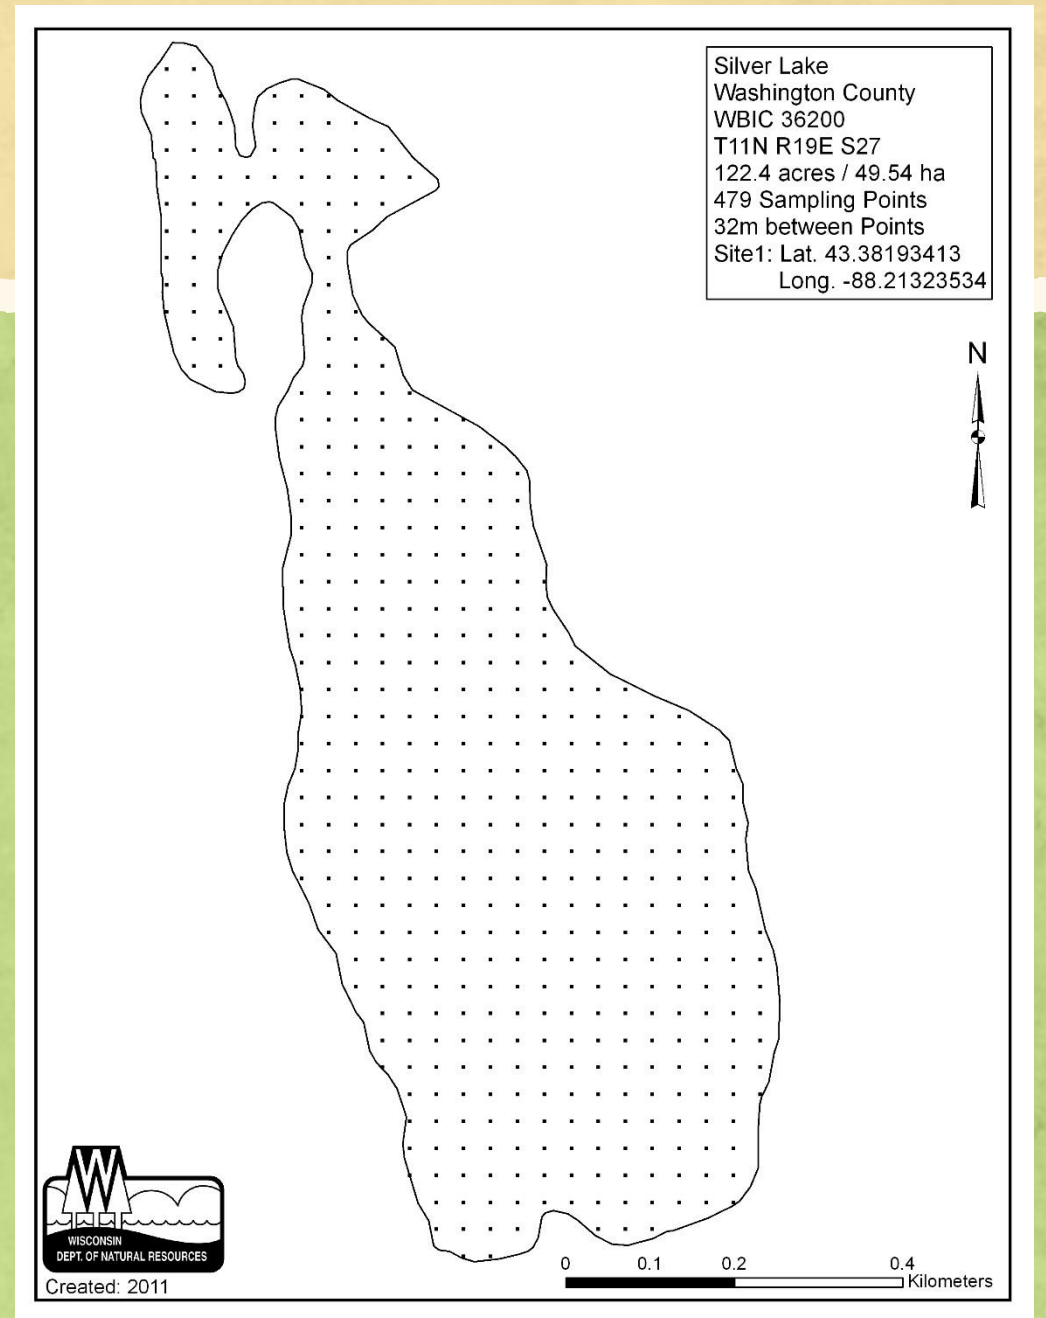 Silver Lake
Washington County
WBIC 36200
T11N R19E S27
122.4 acres / 49.54 ha
479 Sampling Points
32m between Points
Site1: Lat. 43.38193413
Long. -88.21323534
N
W
WISCONSIN
DEPT. OF NATURAL RESOURCES
Created: 2011
0 0.1 0.2 0.4
Kilometers